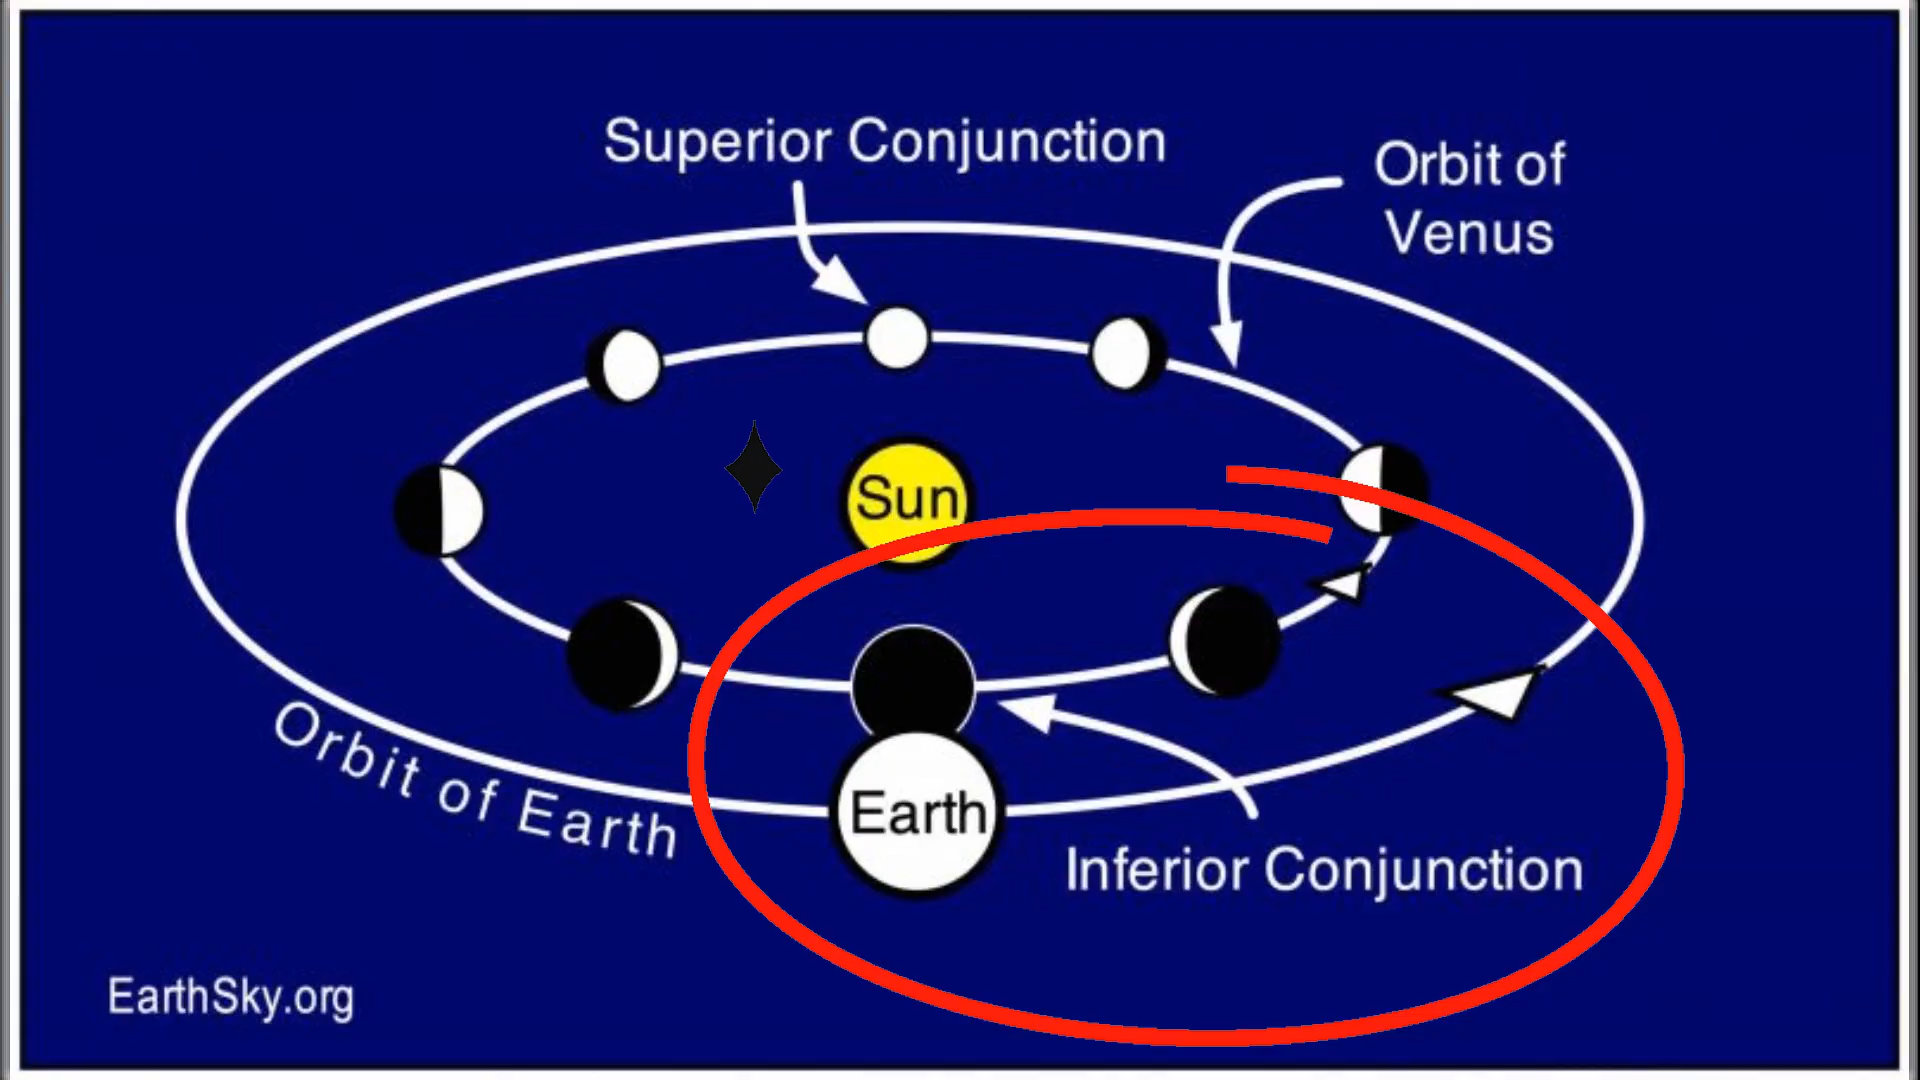 Superior Conjunction
Orbit of
Venus
Sun
Orbit of Earth
Earth
Inferior Conjunction
EarthSky.org